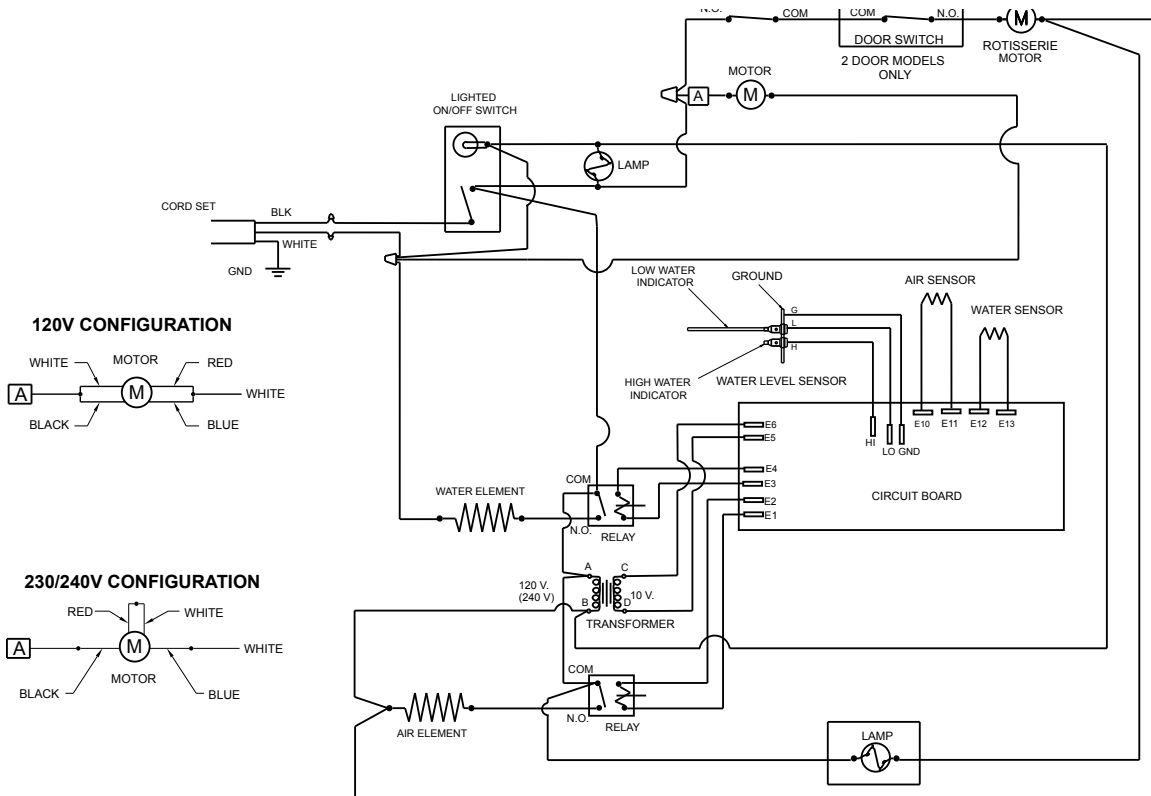 N.O.
COM
COM
N.O.
DOOR SWITCH
2 DOOR MODELS
ONLY
M
ROTISSERIE
MOTOR
MOTOR
A
M
LIGHTED
ON/OFF SWITCH
LAMP
CORD SET
BLK
WHITE
GND
LOW WATER
INDICATOR
GROUND
AIR SENSOR
WATER SENSOR
G
L
H
HIGH WATER
INDICATOR
WATER LEVEL SENSOR
120V CONFIGURATION
WHITE
MOTOR
RED
A
M
WHITE
BLACK
BLUE
HI
LO GND
E10
E11
E12
E13
E6
E5
E4
E3
E2
E1
CIRCUIT BOARD
WATER ELEMENT
COM
N.O.
RELAY
230/240V CONFIGURATION
RED
WHITE
A
M
WHITE
BLACK
MOTOR
BLUE
120 V.
(240 V)
A
B
C
D
10 V.
TRANSFORMER
COM
N.O.
RELAY
AIR ELEMENT
LAMP